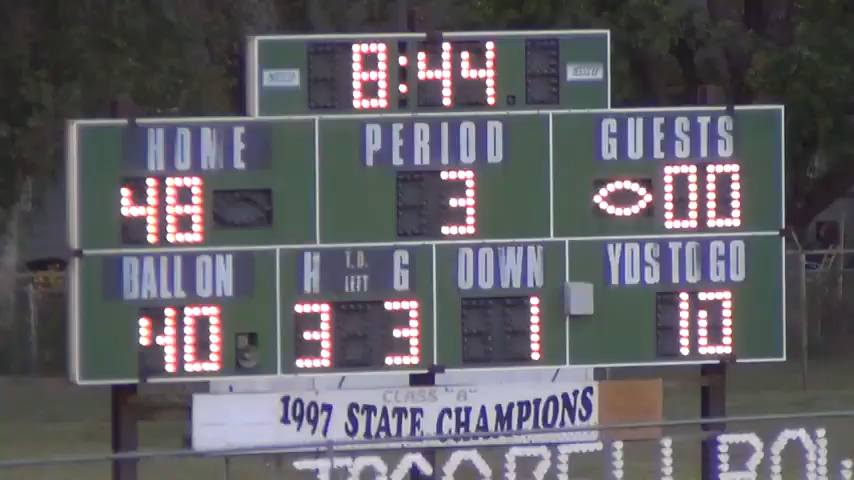 8:44
HOME PERIOD GUESTS
48 3 00
BALL ON H T.O. LEFT G DOWN YDS TO GO
40 3 3 1 10
CLASS "A"
1997 STATE CHAMPIONS